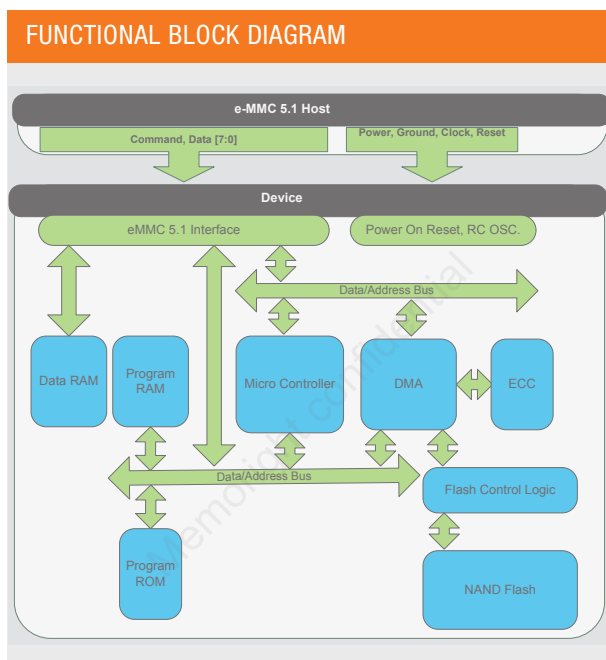 FUNCTIONAL BLOCK DIAGRAM
e-MMC 5.1 Host
Command, Data [7:0]
Power, Ground, Clock, Reset
Device
eMMC 5.1 Interface
Power On Reset, RC OSC.
Data/Address Bus
Data RAM
Program
RAM
Micro Controller
DMA
ECC
Data/Address Bus
Flash Control Logic
Program
ROM
NAND Flash
Memoright confidential